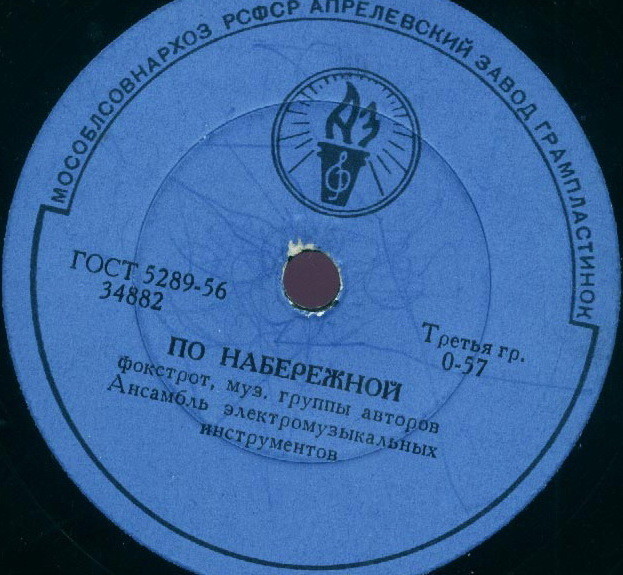 МОСОБЛСОВНАРХОЗ РСФСР АПРЕЛЕВСКИЙ ЗАВОД ГРАМПЛАСТИНОК
АЗ
ГОСТ 5289-56
34882
Третья гр.
0-57
ПО НАБЕРЕЖНОЙ
фокстрот, муз. группы авторов
Ансамбль электромузыкальных
инструментов